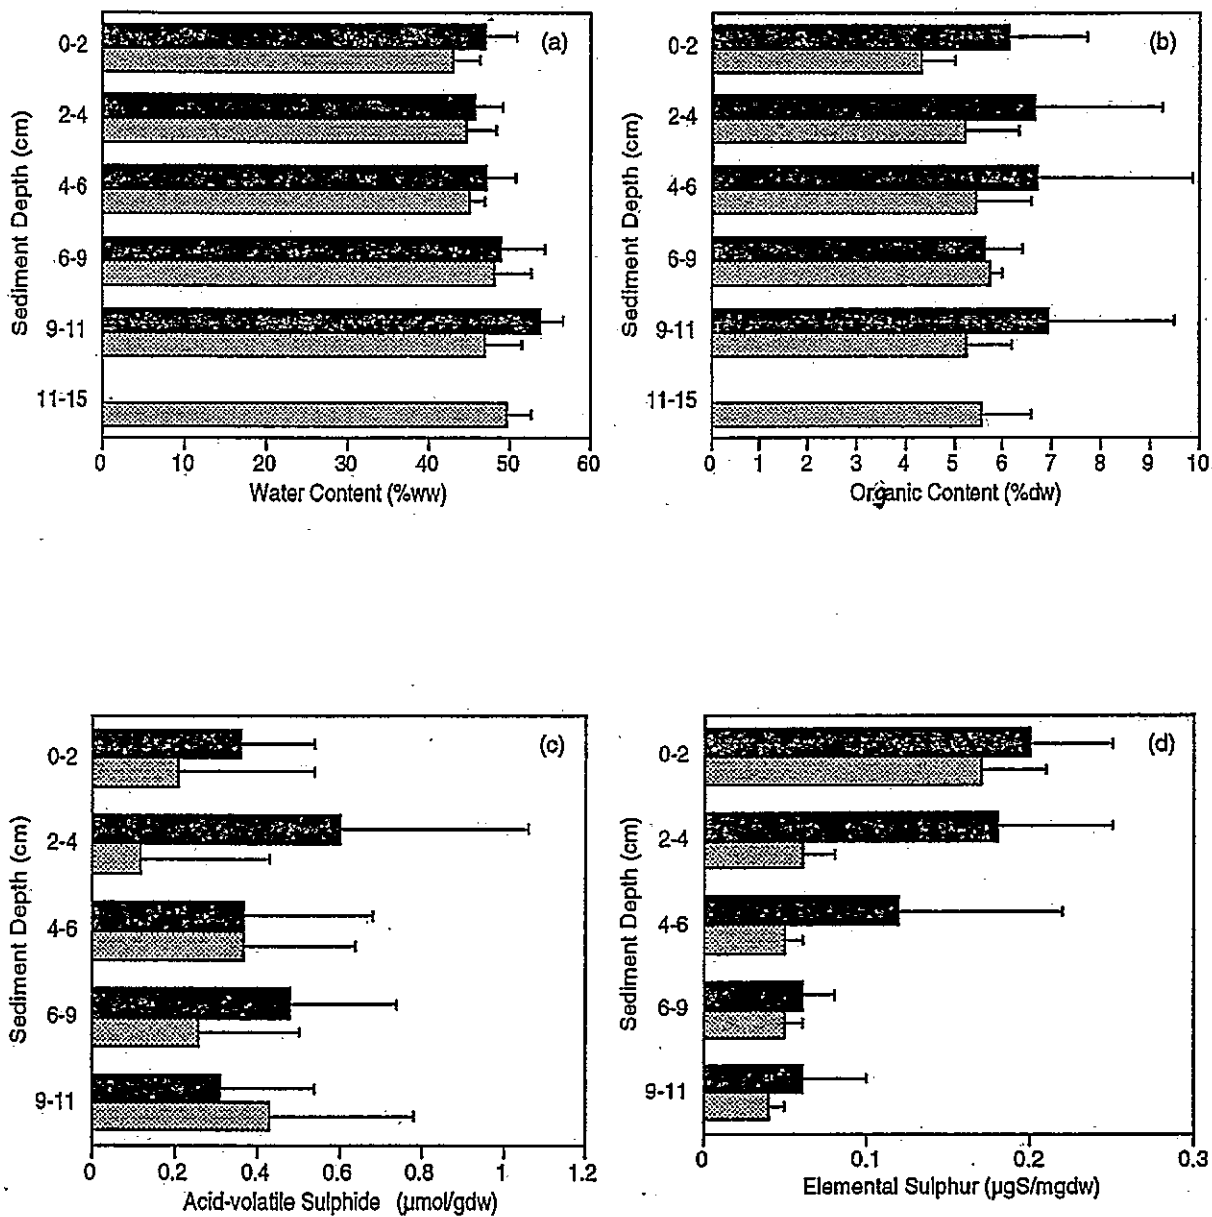 (a)
Sediment Depth (cm)
0-2
2-4
4-6
6-9
9-11
11-15
0 10 20 30 40 50 60
Water Content (%ww)
(b)
Sediment Depth (cm)
0-2
2-4
4-6
6-9
9-11
11-15
0 1 2 3 4 5 6 7 8 9 10
Organic Content (%dw)
(c)
Sediment Depth (cm)
0-2
2-4
4-6
6-9
9-11
0 0.2 0.4 0.6 0.8 1 1.2
Acid-volatile Sulphide (µmol/gdw)
(d)
Sediment Depth (cm)
0-2
2-4
4-6
6-9
9-11
0 0.1 0.2 0.3
Elemental Sulphur (µgS/mgdw)